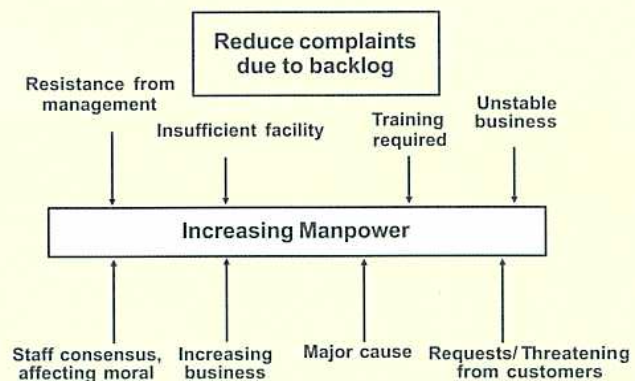 Reduce complaints
due to backlog
Resistance from
management
Insufficient facility
Training
required
Unstable
business
Increasing Manpower
Staff consensus,
affecting moral
Increasing
business
Major cause
Requests/Threatening
from customers